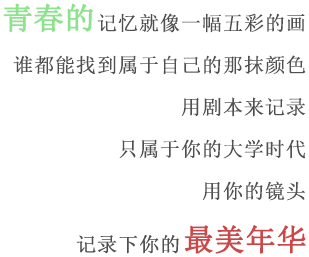 青春的记忆就像一幅五彩的画
谁都能找到属于自己的那抹颜色
用剧本来记录
只属于你的大学时代
用你的镜头
记录下你的最美年华